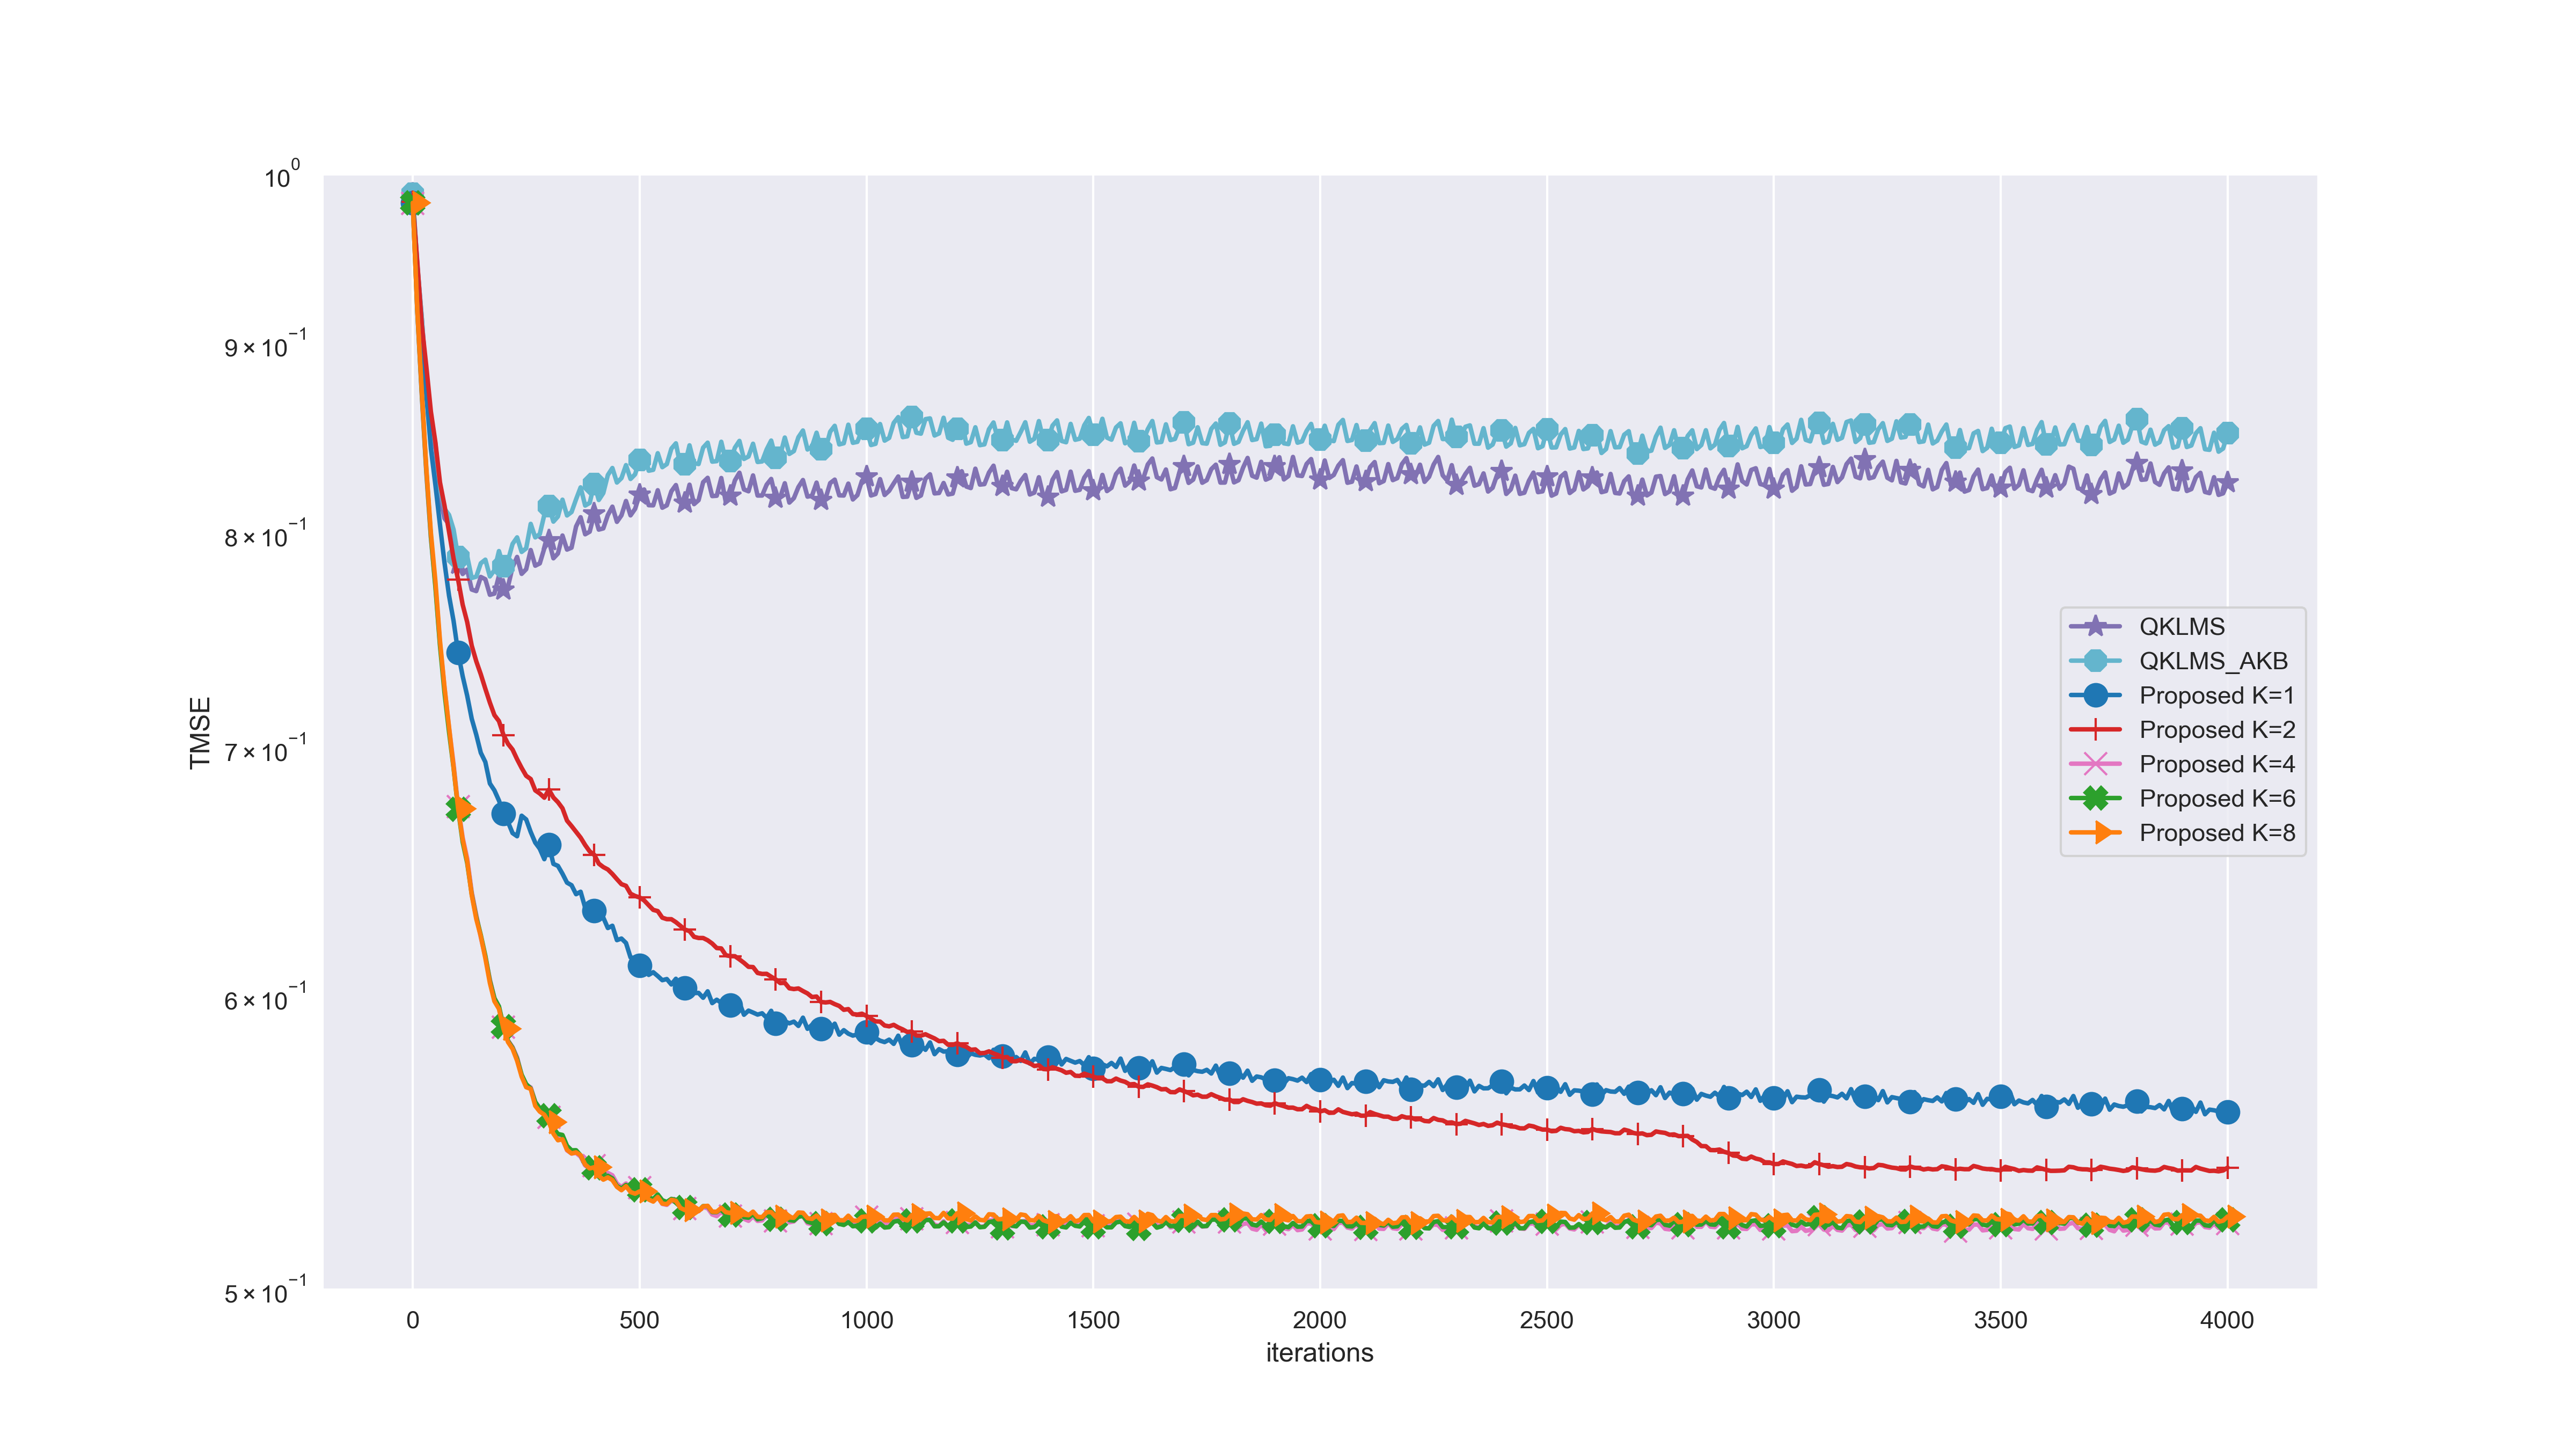 10⁰
9 × 10⁻¹
8 × 10⁻¹
7 × 10⁻¹
6 × 10⁻¹
5 × 10⁻¹
TMSE
QKLMS
QKLMS_AKB
Proposed K=1
Proposed K=2
Proposed K=4
Proposed K=6
Proposed K=8
0 500 1000 1500 2000 2500 3000 3500 4000
iterations